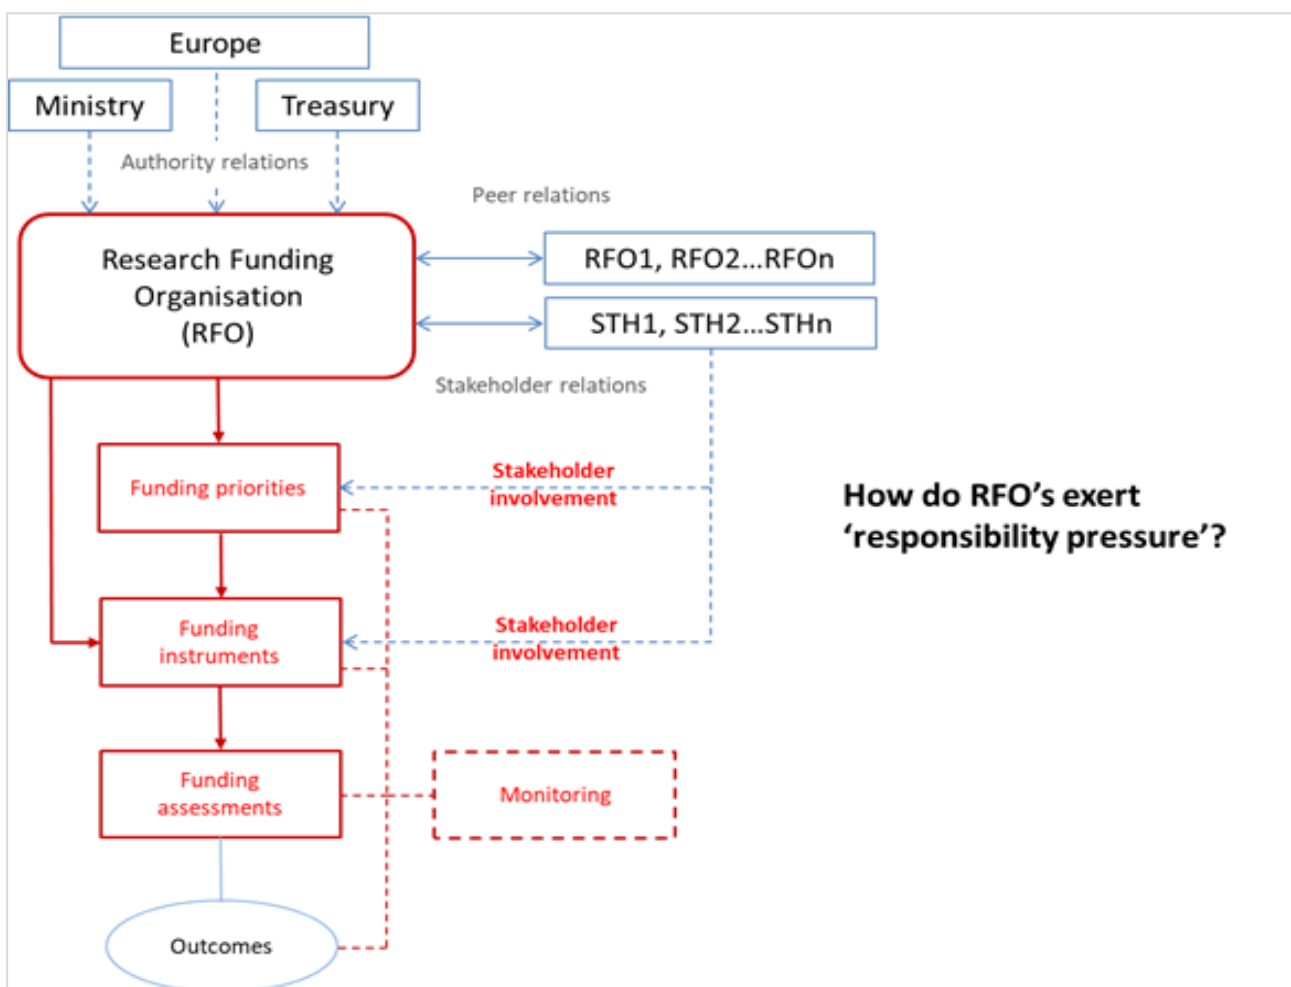 Europe
Ministry
Treasury
Authority relations
Peer relations
Research Funding
Organisation
(RFO)
RFO1, RFO2...RFOn
STH1, STH2...STHn
Stakeholder relations
Funding priorities
Stakeholder
involvement
How do RFO’s exert
‘responsibility pressure’?
Funding
instruments
Stakeholder
involvement
Funding
assessments
Monitoring
Outcomes